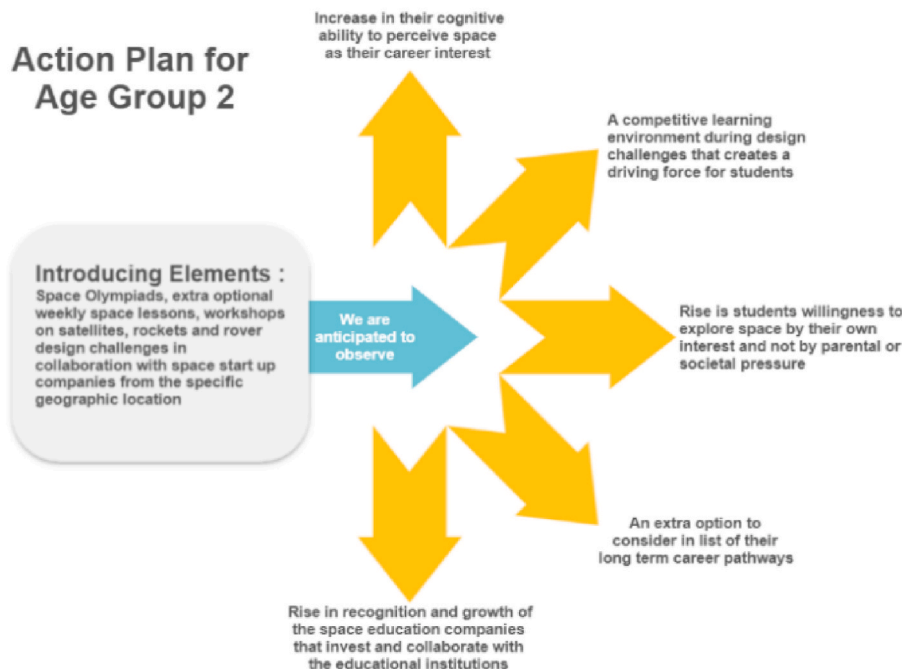 Action Plan for
Age Group 2
Increase in their cognitive
ability to perceive space
as their career interest
A competitive learning
environment during design
challenges that creates a
driving force for students
Introducing Elements :
Space Olympiads, extra optional
weekly space lessons, workshops
on satellites, rockets and rover
design challenges in
collaboration with space start up
companies from the specific
geographic location
We are
anticipated to
observe
Rise is students willingness to
explore space by their own
interest and not by parental or
societal pressure
An extra option to
consider in list of their
long term career pathways
Rise in recognition and growth of
the space education companies
that invest and collaborate with
the educational institutions